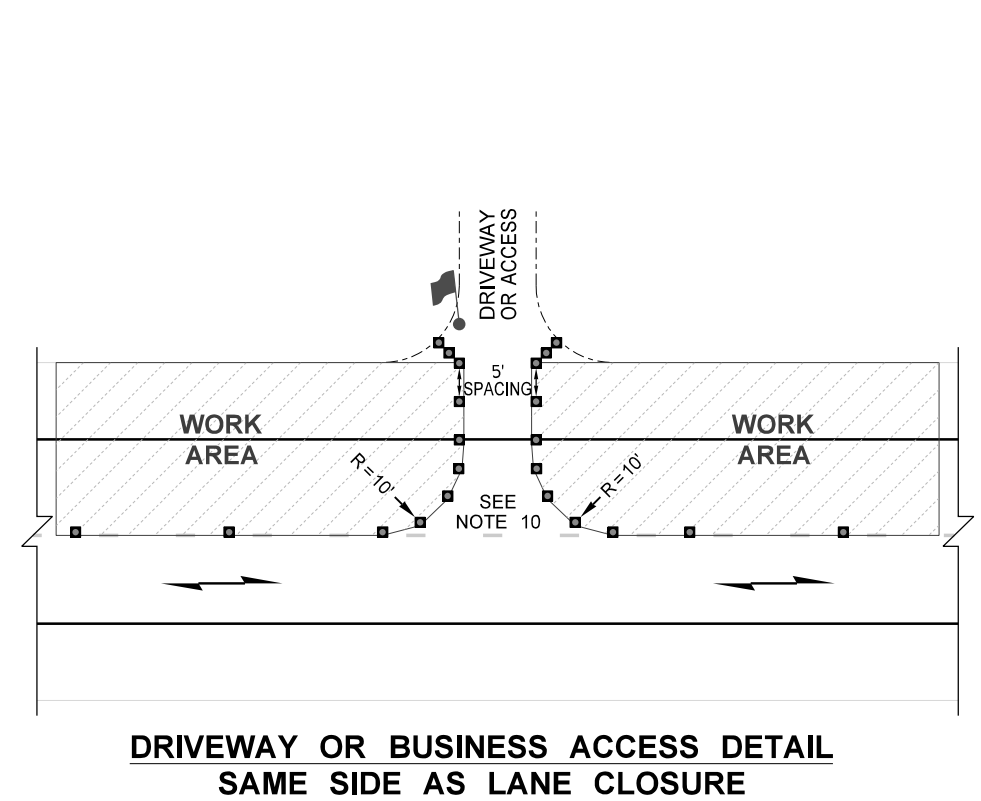 DRIVEWAY
OR ACCESS
5'
SPACING
WORK
AREA
WORK
AREA
R=10'
R=10'
SEE
NOTE 10
DRIVEWAY OR BUSINESS ACCESS DETAIL
SAME SIDE AS LANE CLOSURE